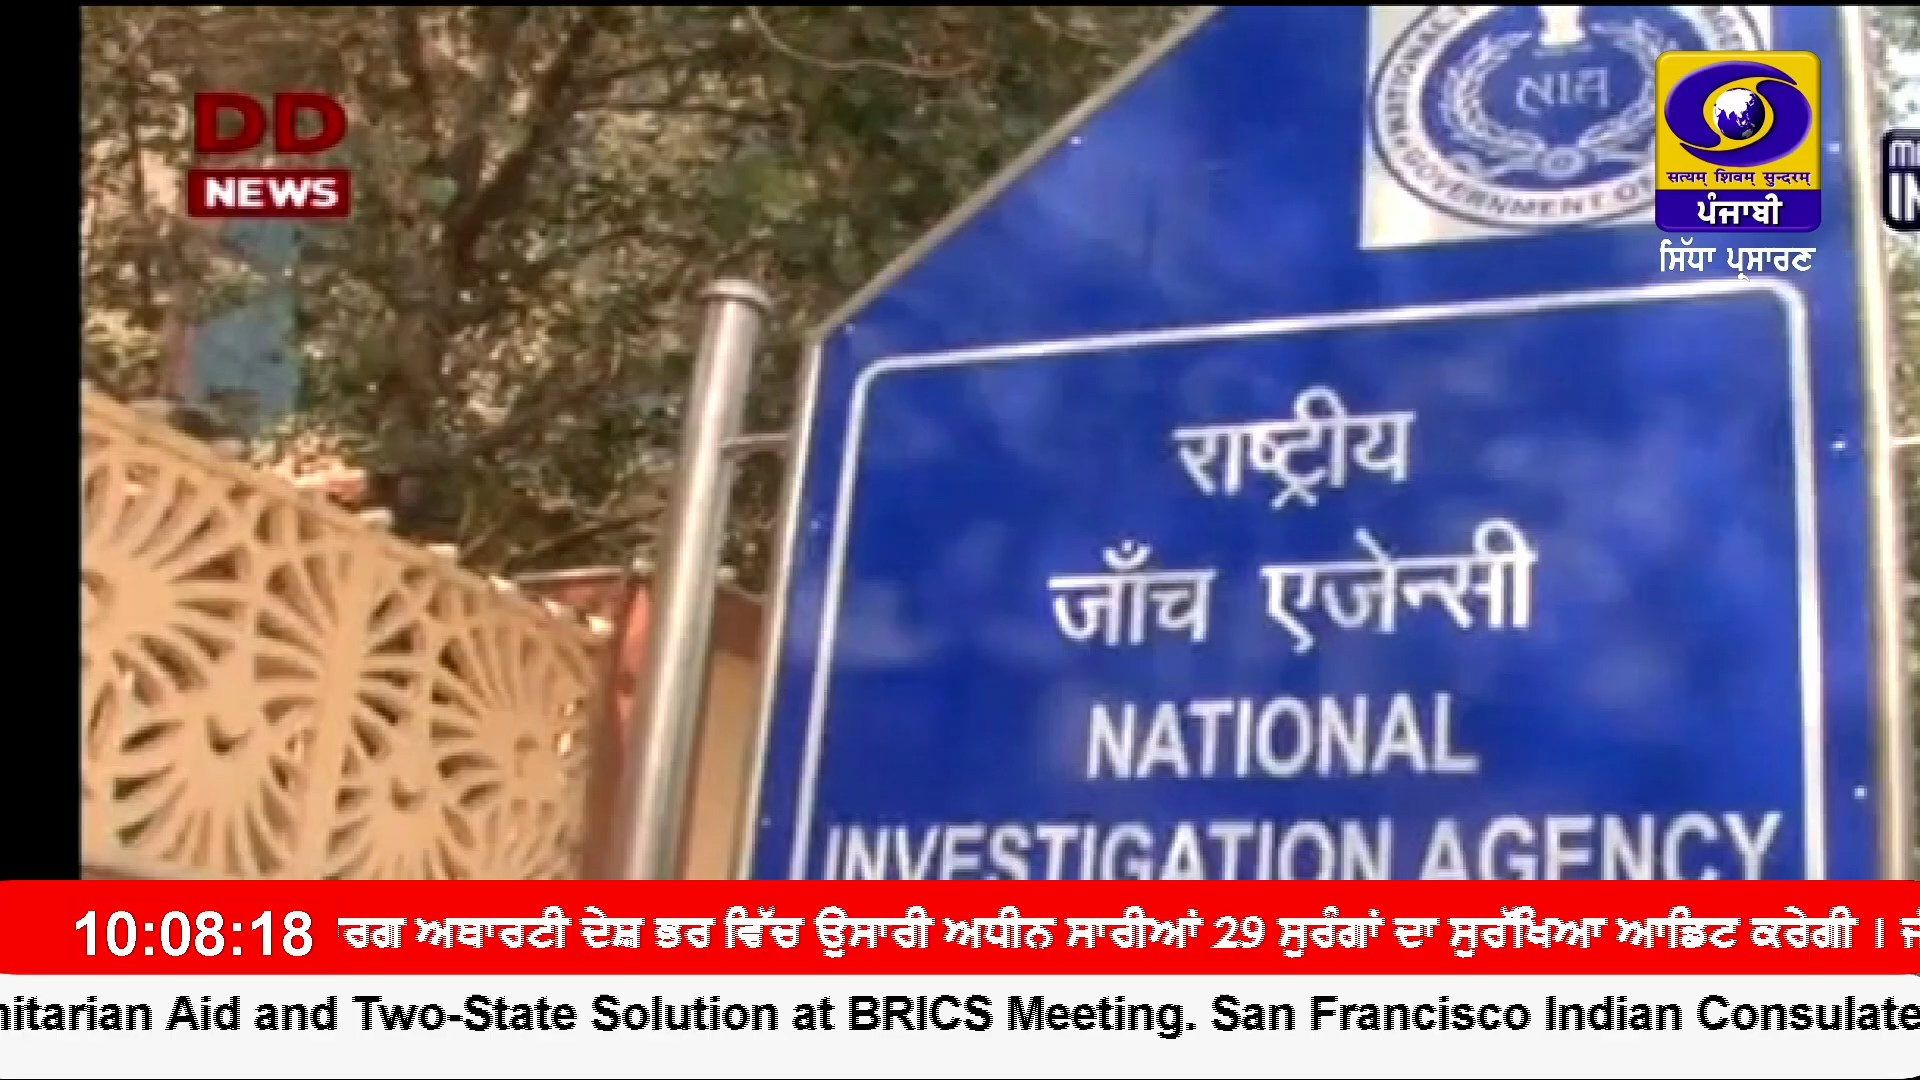 DD
NEWS
NIA
GOVERNMENT OF
सत्यम् शिवम् सुन्दरम्
ਪੰਜਾਬੀ
ਸਿੱਧਾ ਪ੍ਰਸਾਰਣ
राष्ट्रीय
जाँच एजेन्सी
NATIONAL
INVESTIGATION AGENCY
10:08:18 ਰਗ ਅਥਾਰਟੀ ਦੇਸ਼ ਭਰ ਵਿੱਚ ਉਸਾਰੀ ਅਧੀਨ ਸਾਰੀਆਂ 29 ਸੁਰੰਗਾਂ ਦਾ ਸੁਰੱਖਿਆ ਆਡਿਟ ਕਰੇਗੀ ।
nitarian Aid and Two-State Solution at BRICS Meeting. San Francisco Indian Consulate